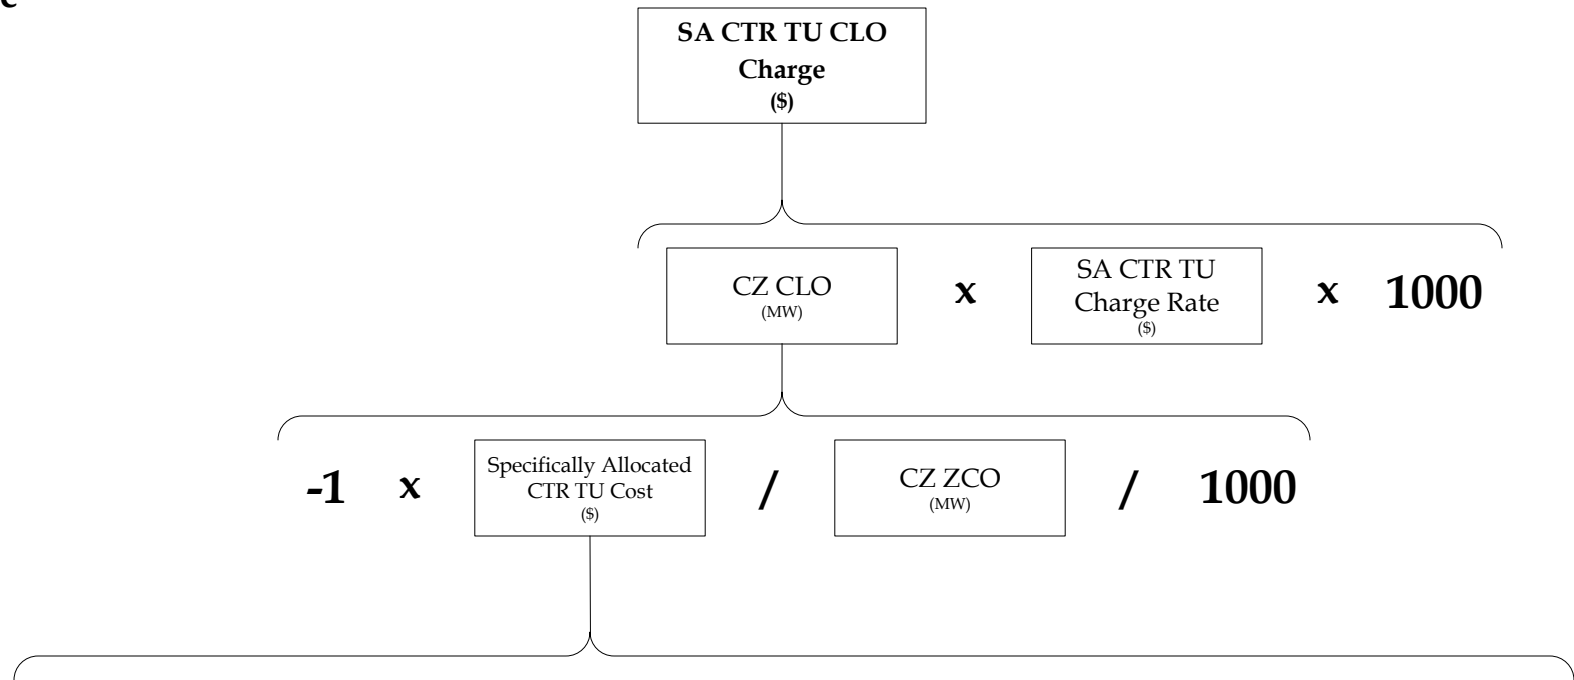 SA CTR TU CLO
Charge
($)
CZ CLO
(MW)
x
SA CTR TU
Charge Rate
($)
x
1000
-1
x
Specifically Allocated
CTR TU Cost
($)
/
CZ ZCO
(MW)
/
1000